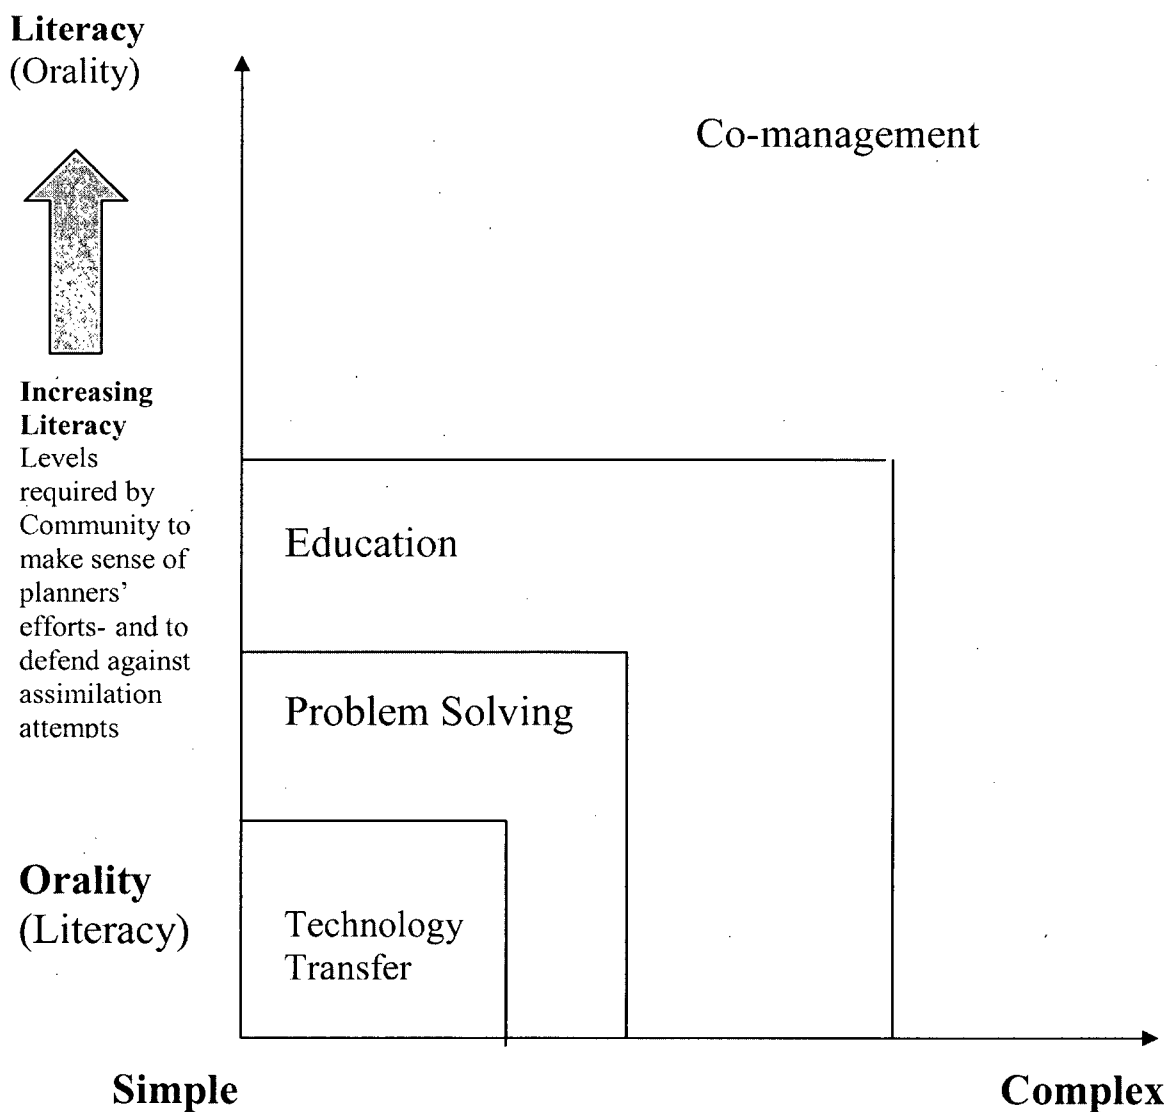 Literacy
(Orality)
Co-management
Increasing
Literacy
Levels
required by
Community to
make sense of
planners'
efforts- and to
defend against
assimilation
attempts
Education
Problem Solving
Orality
(Literacy)
Technology
Transfer
Simple
Complex